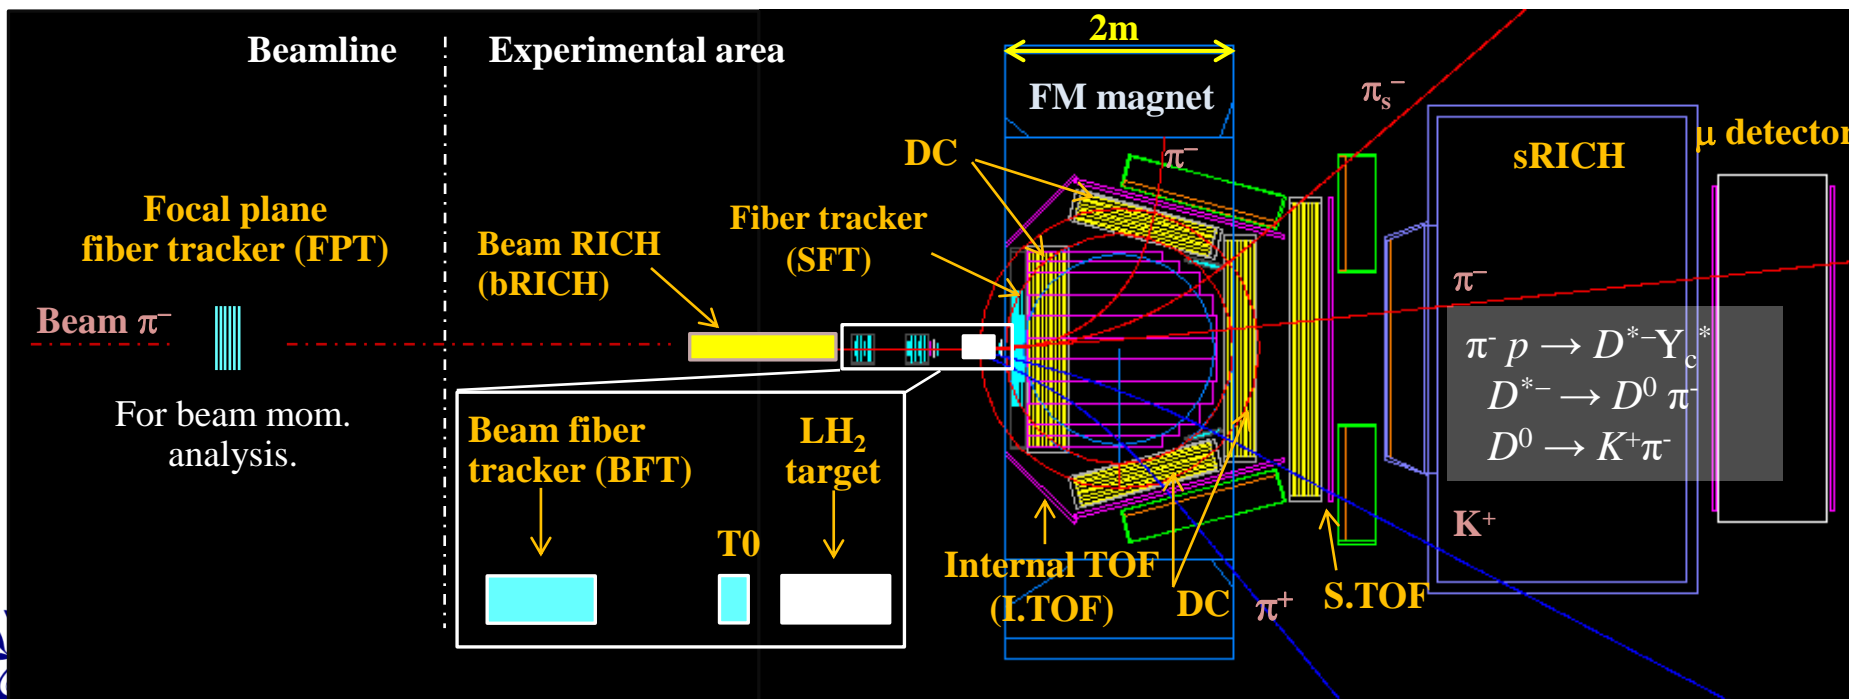 Beamline
Experimental area
2m
FM magnet
πs−
μ detector
sRICH
DC
π−
Focal plane
fiber tracker (FPT)
Fiber tracker
(SFT)
Beam RICH
(bRICH)
π−
Beam π−
π- p → D*−Yc*
D*− → D0 π-
D0 → K+π-
For beam mom.
analysis.
Beam fiber
tracker (BFT)
LH2
target
K+
T0
Internal TOF
(I.TOF)
DC
π+
S.TOF